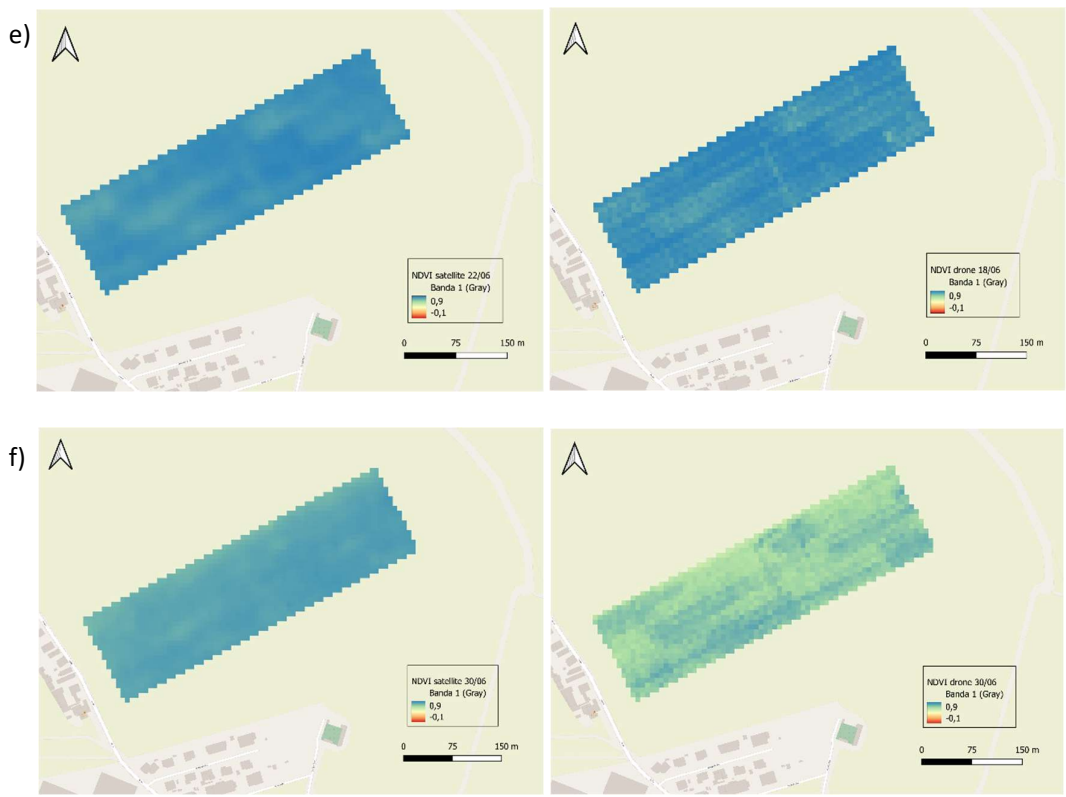 e)
NDVI satellite 22/06
Banda 1 (Gray)
0,9
-0,1
0 75 150 m
NDVI drone 18/06
Banda 1 (Gray)
0,9
-0,1
0 75 150 m
f)
NDVI satellite 30/06
Banda 1 (Gray)
0,9
-0,1
0 75 150 m
NDVI drone 30/06
Banda 1 (Gray)
0,9
-0,1
0 75 150 m